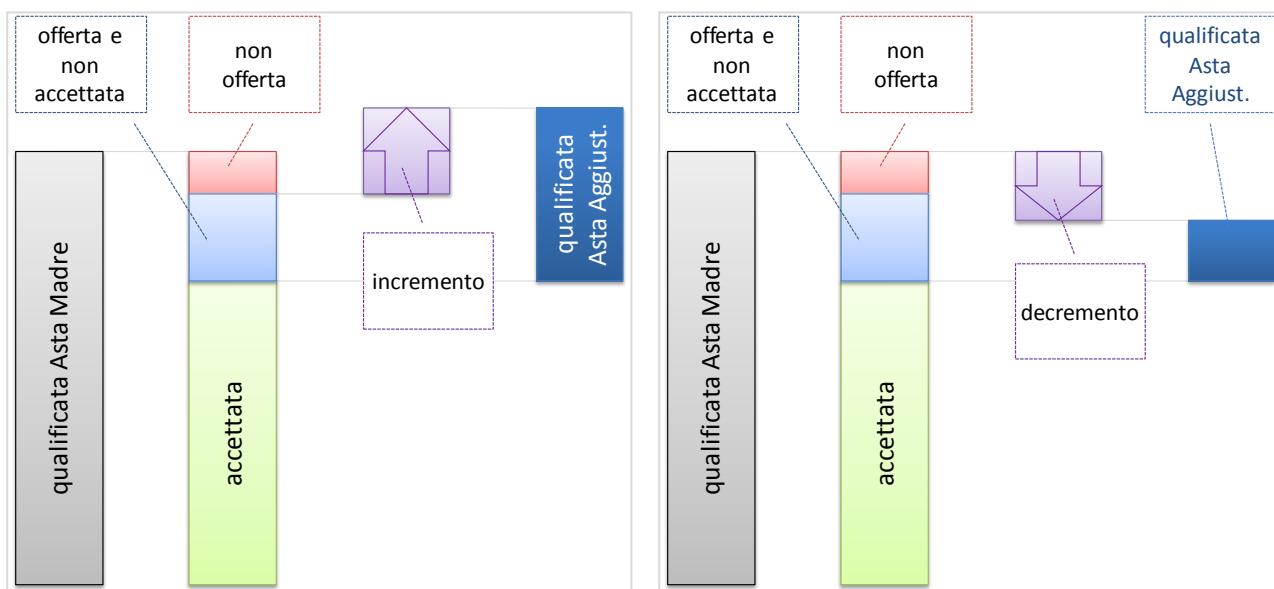 offerta e
non
accettata
non
offerta
qualificata Asta Madre
accettata
incremento
qualificata
Asta Aggiust.
offerta e
non
accettata
non
offerta
qualificata
Asta
Aggiust.
qualificata Asta Madre
accettata
decremento